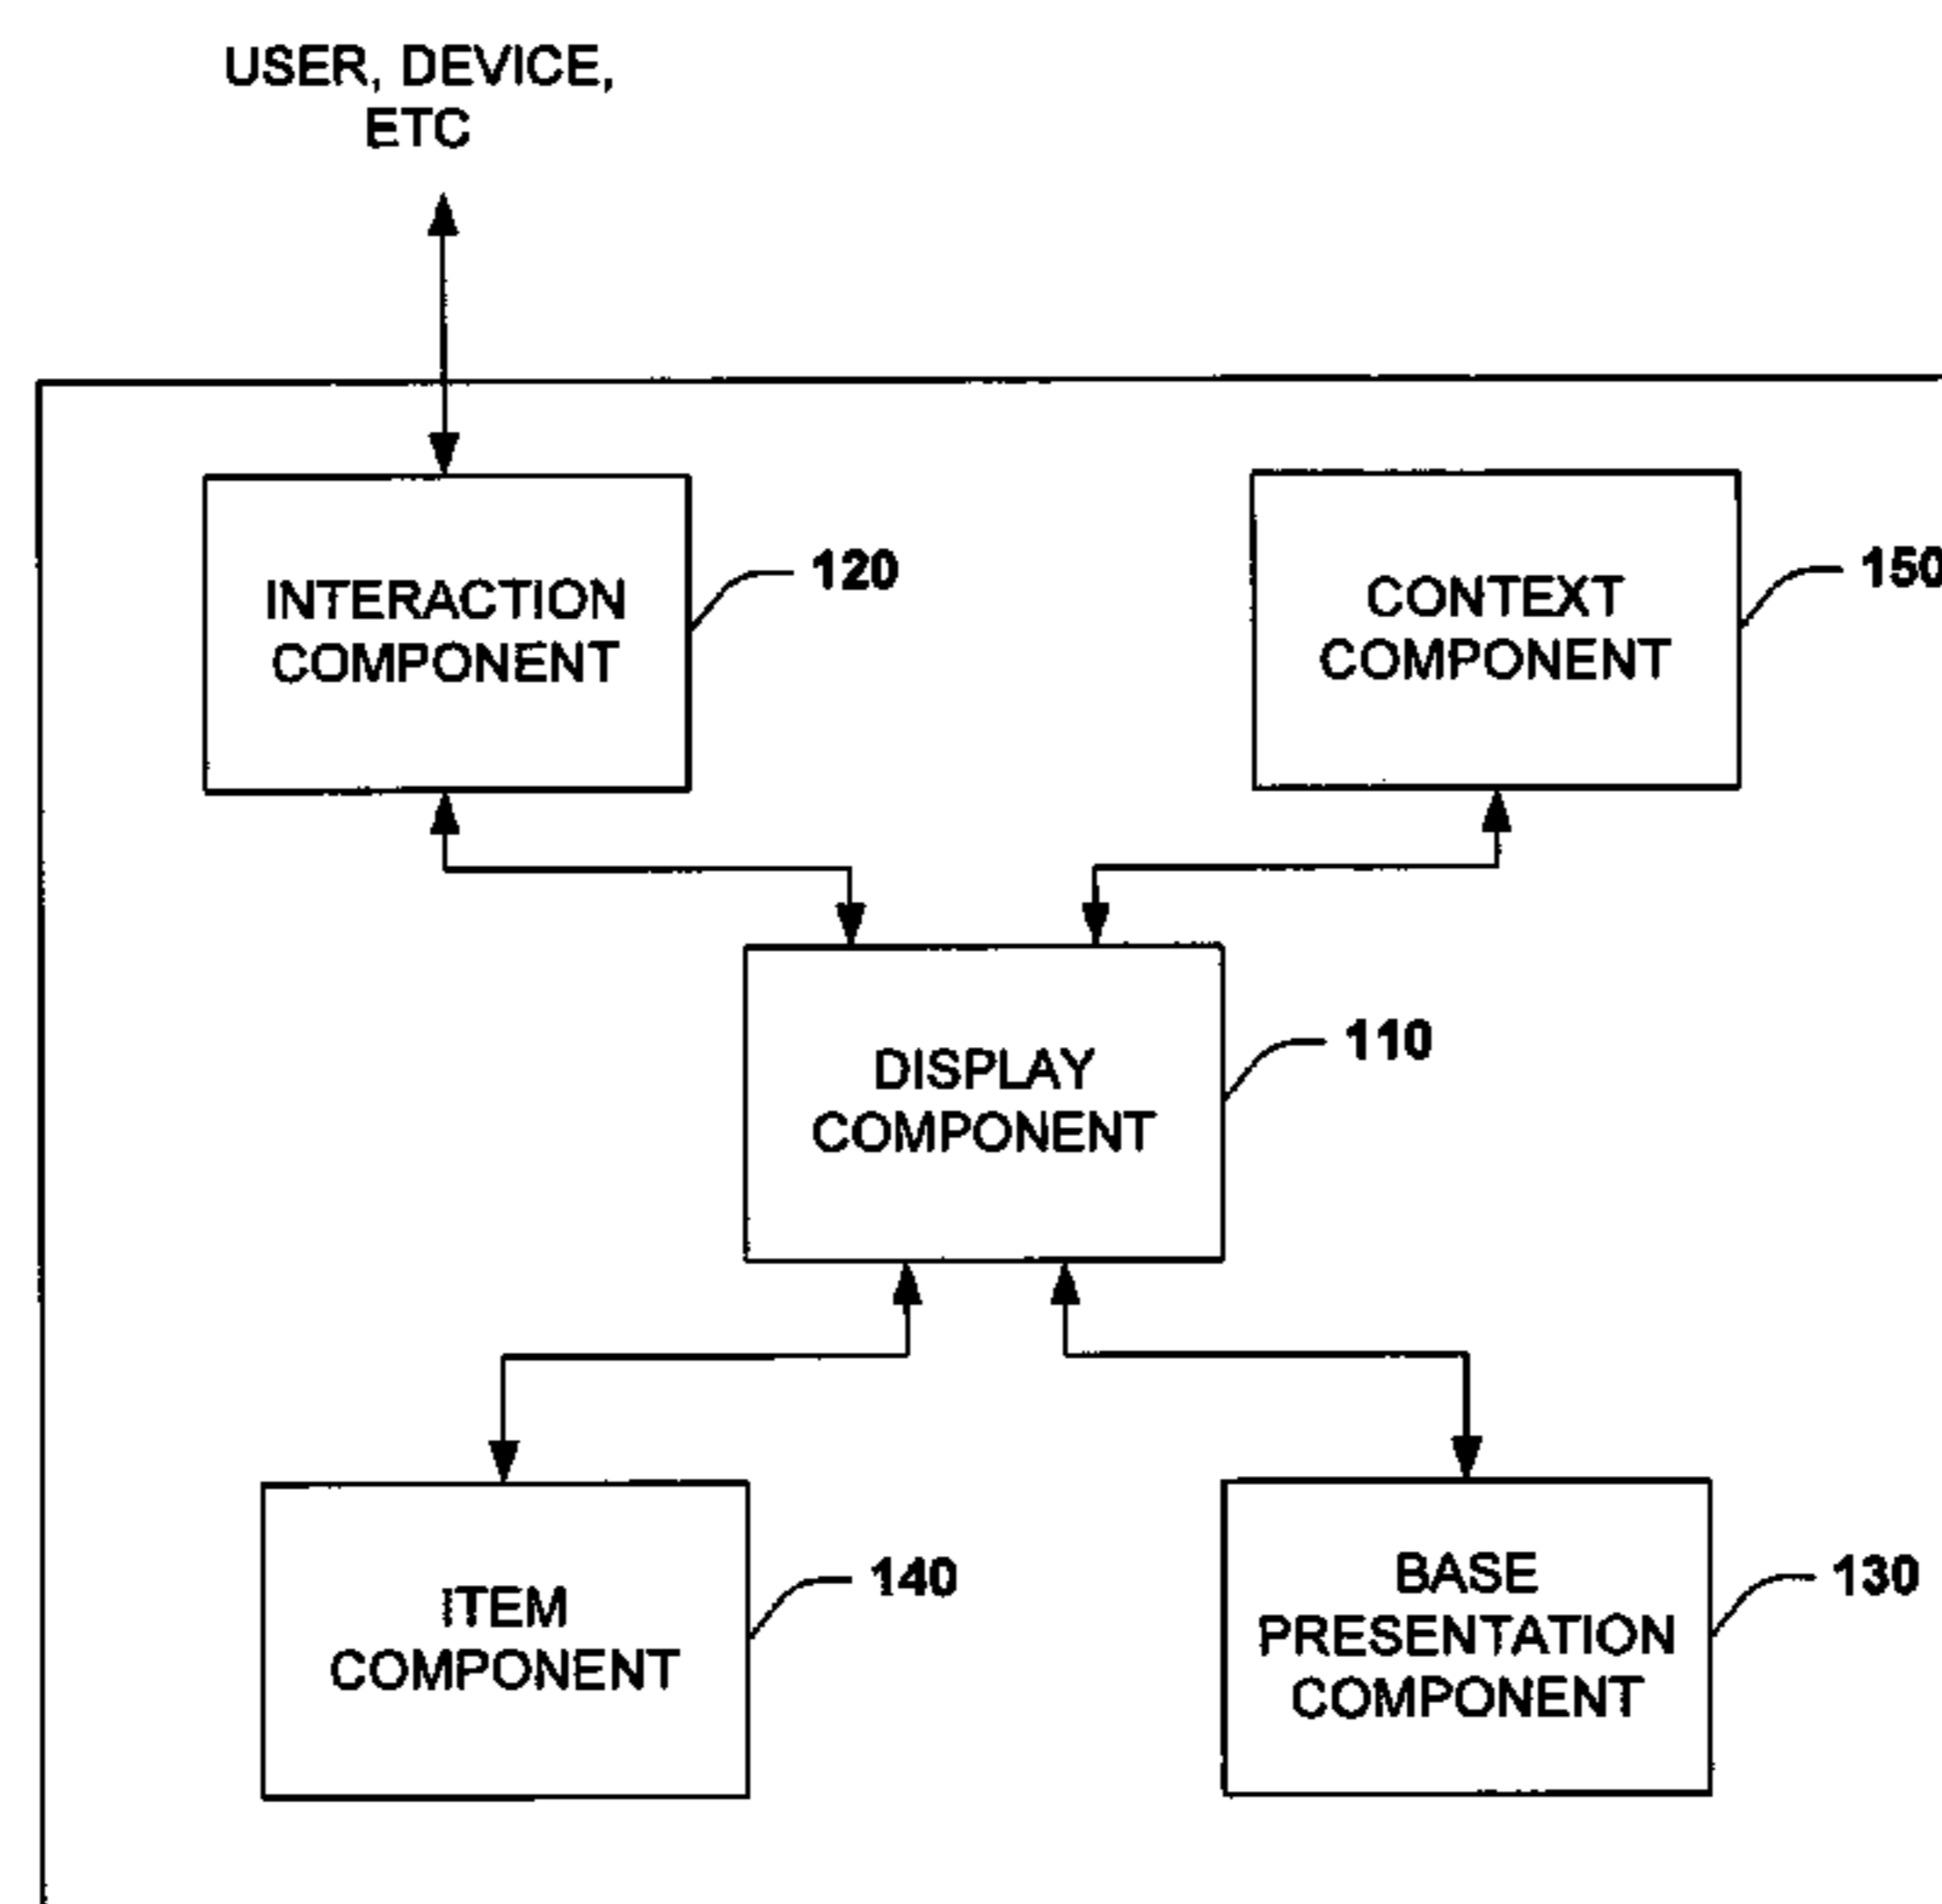 USER, DEVICE,
ETC
INTERACTION
COMPONENT
120
CONTEXT
COMPONENT
150
DISPLAY
COMPONENT
110
ITEM
COMPONENT
140
BASE
PRESENTATION
COMPONENT
130